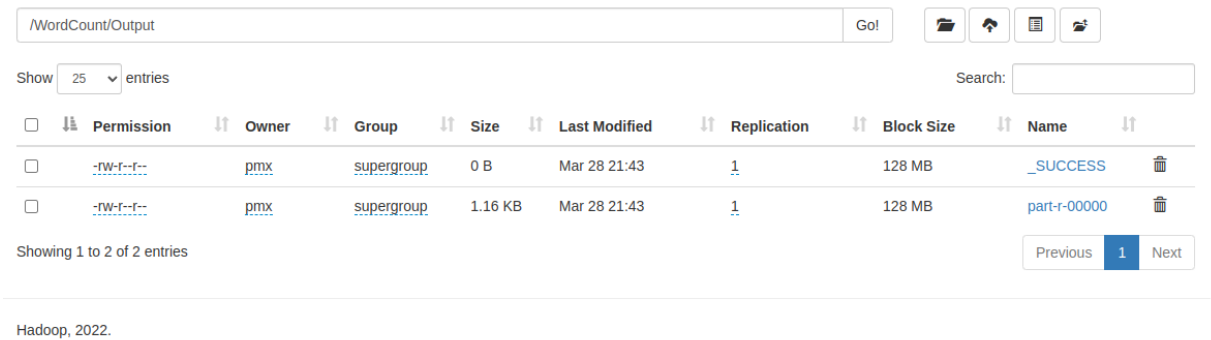 /WordCount/Output Go!
Show 25 entries Search:
Permission Owner Group Size Last Modified Replication Block Size Name
-rw-r--r-- pmx supergroup 0 B Mar 28 21:43 1 128 MB _SUCCESS
-rw-r--r-- pmx supergroup 1.16 KB Mar 28 21:43 1 128 MB part-r-00000
Showing 1 to 2 of 2 entries Previous 1 Next
Hadoop, 2022.